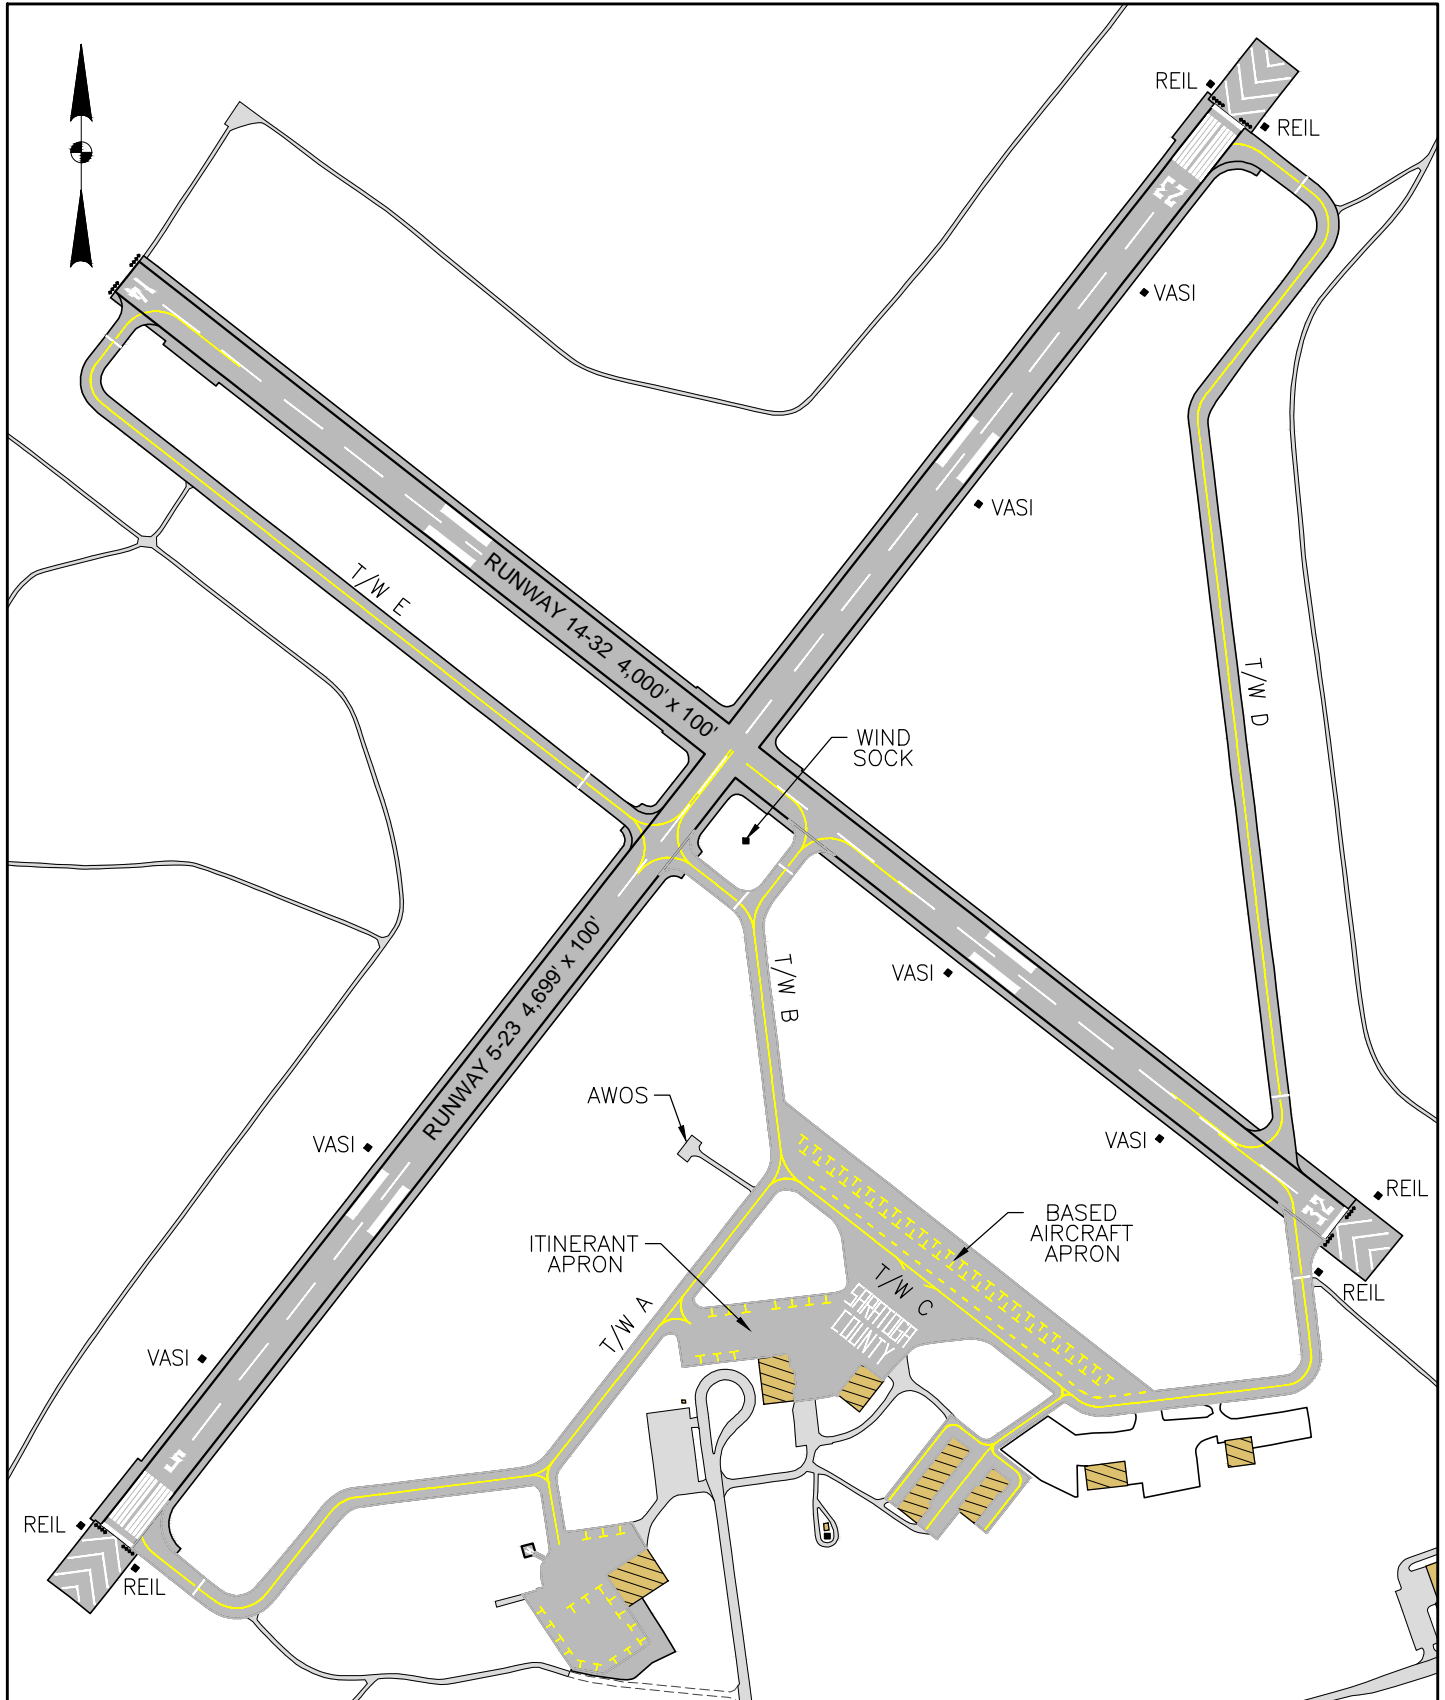 REIL
REIL
23
VASI
14
VASI
RUNWAY 14-32 4,000' x 100'
T/W E
T/W D
WIND
SOCK
RUNWAY 5-23 4,699' x 100'
VASI
T/W B
AWOS
VASI
VASI
REIL
32
BASED
AIRCRAFT
APRON
ITINERANT
APRON
T/W C
REIL
T/W A
SARATOGA
COUNTY
VASI
5
REIL
REIL